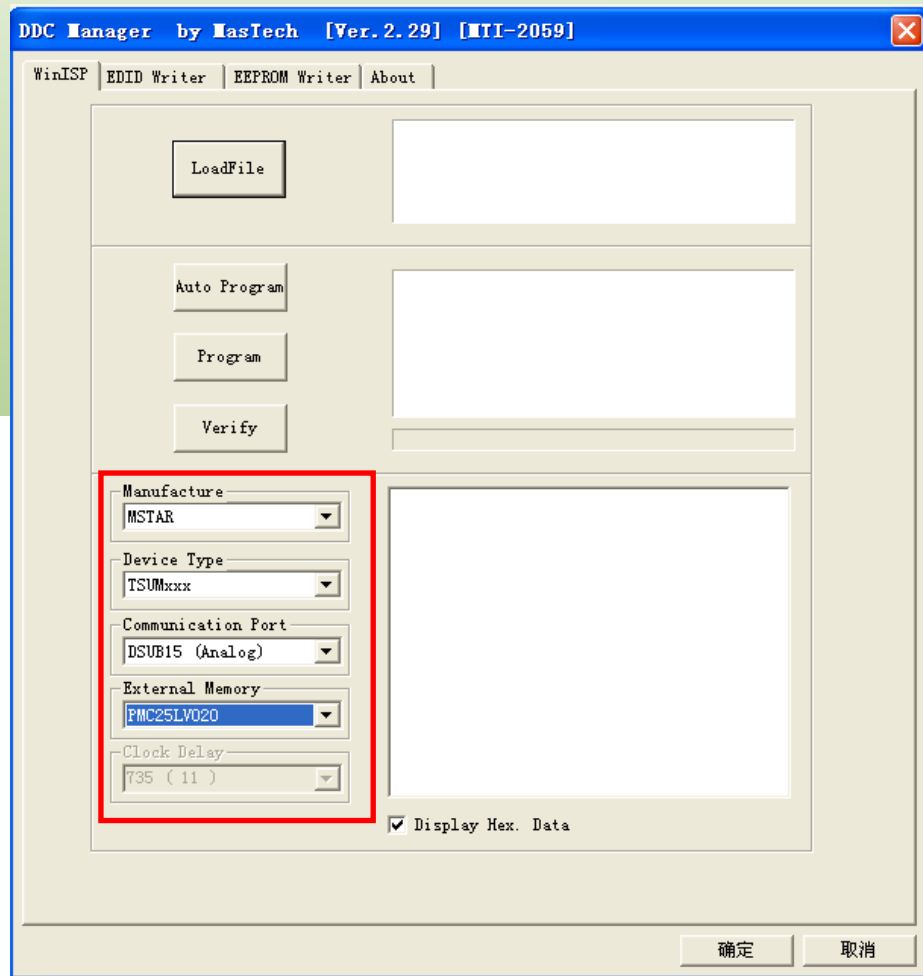 DDC Manager by MasTech [Ver.2.29] [MTI-2059]
WinISP EDID Writer EEPROM Writer About
LoadFile
Auto Program
Program
Verify
Manufacture
MSTAR
Device Type
TSUMxxx
Communication Port
DSUB15 (Analog)
External Memory
PMC25LV020
Clock Delay
735 ( 11 )
Display Hex. Data
确定 取消